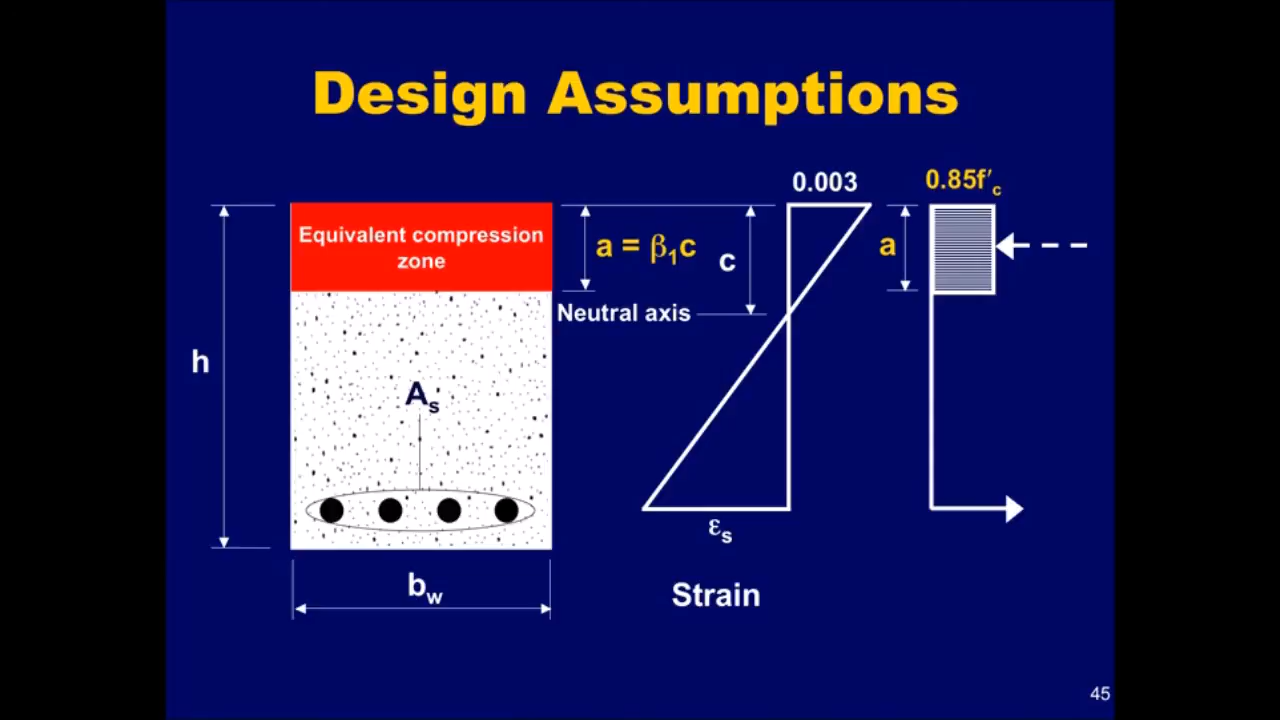 Design Assumptions
0.003
0.85f′c
Equivalent compression
zone
a = β₁c
c
a
Neutral axis
h
As
εs
bw
Strain
45